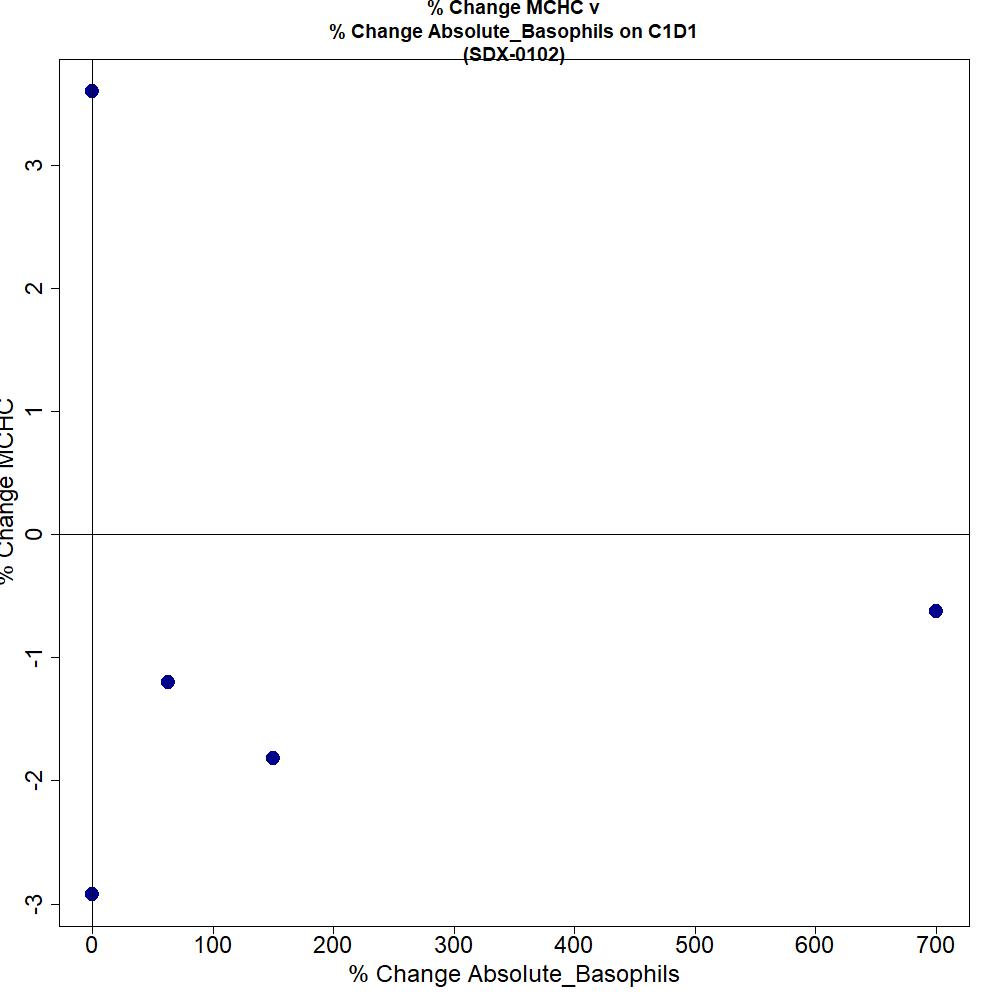 % Change MCHC v
% Change Absolute_Basophils on C1D1
(SDX-0102)
% Change MCHC
3
2
1
0
-1
-2
-3
0 100 200 300 400 500 600 700
% Change Absolute_Basophils